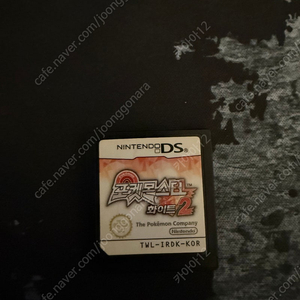 NINTENDO DS
포켓몬스터
화이트 2
The Pokémon Company
Nintendo
TWL-IRDK-KOR
cafe.naver.com/joonggonara